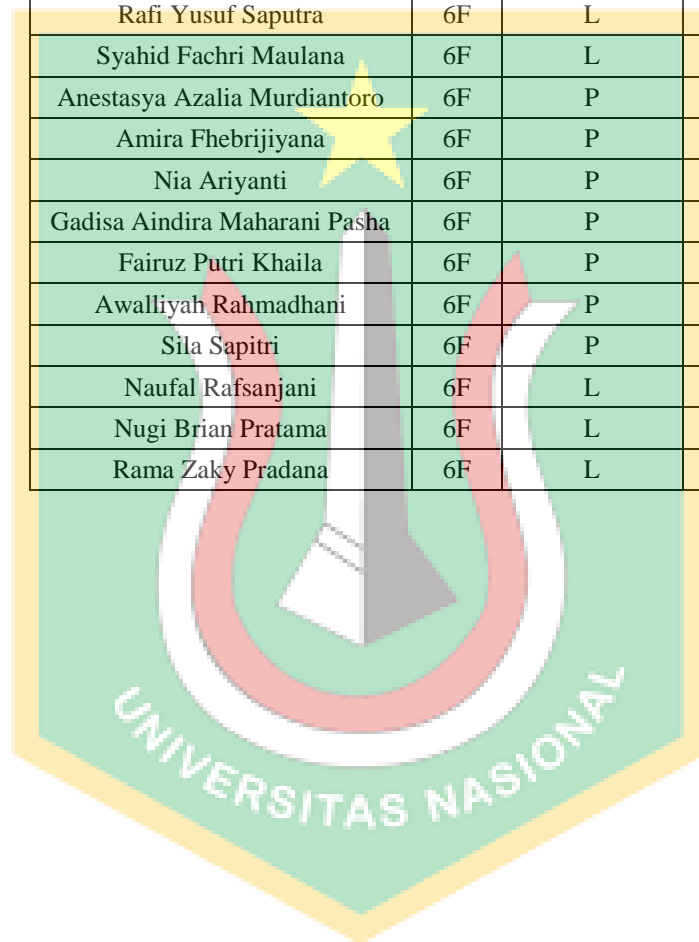 Rafi Yusuf Saputra 6F L
Syahid Fachri Maulana 6F L
Anestasya Azalia Murdiantoro 6F P
Amira Fhebrijiyana 6F P
Nia Ariyanti 6F P
Gadisa Aindira Maharani Pasha 6F P
Fairuz Putri Khaila 6F P
Awalliyah Rahmadhani 6F P
Sila Sapitri 6F P
Naufal Rafsanjani 6F L
Nugi Brian Pratama 6F L
Rama Zaky Pradana 6F L
UNIVERSITAS NASIONAL